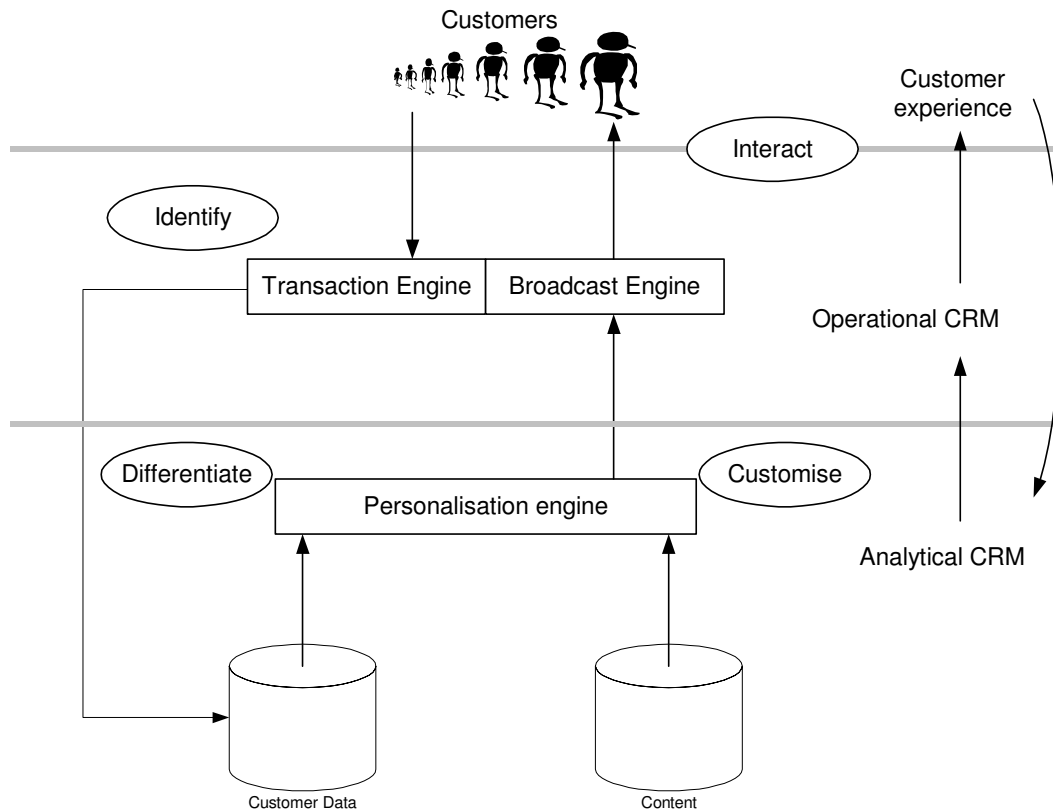 Customers
Customer
experience
Interact
Identify
Transaction Engine
Broadcast Engine
Operational CRM
Differentiate
Customise
Personalisation engine
Analytical CRM
Customer Data
Content